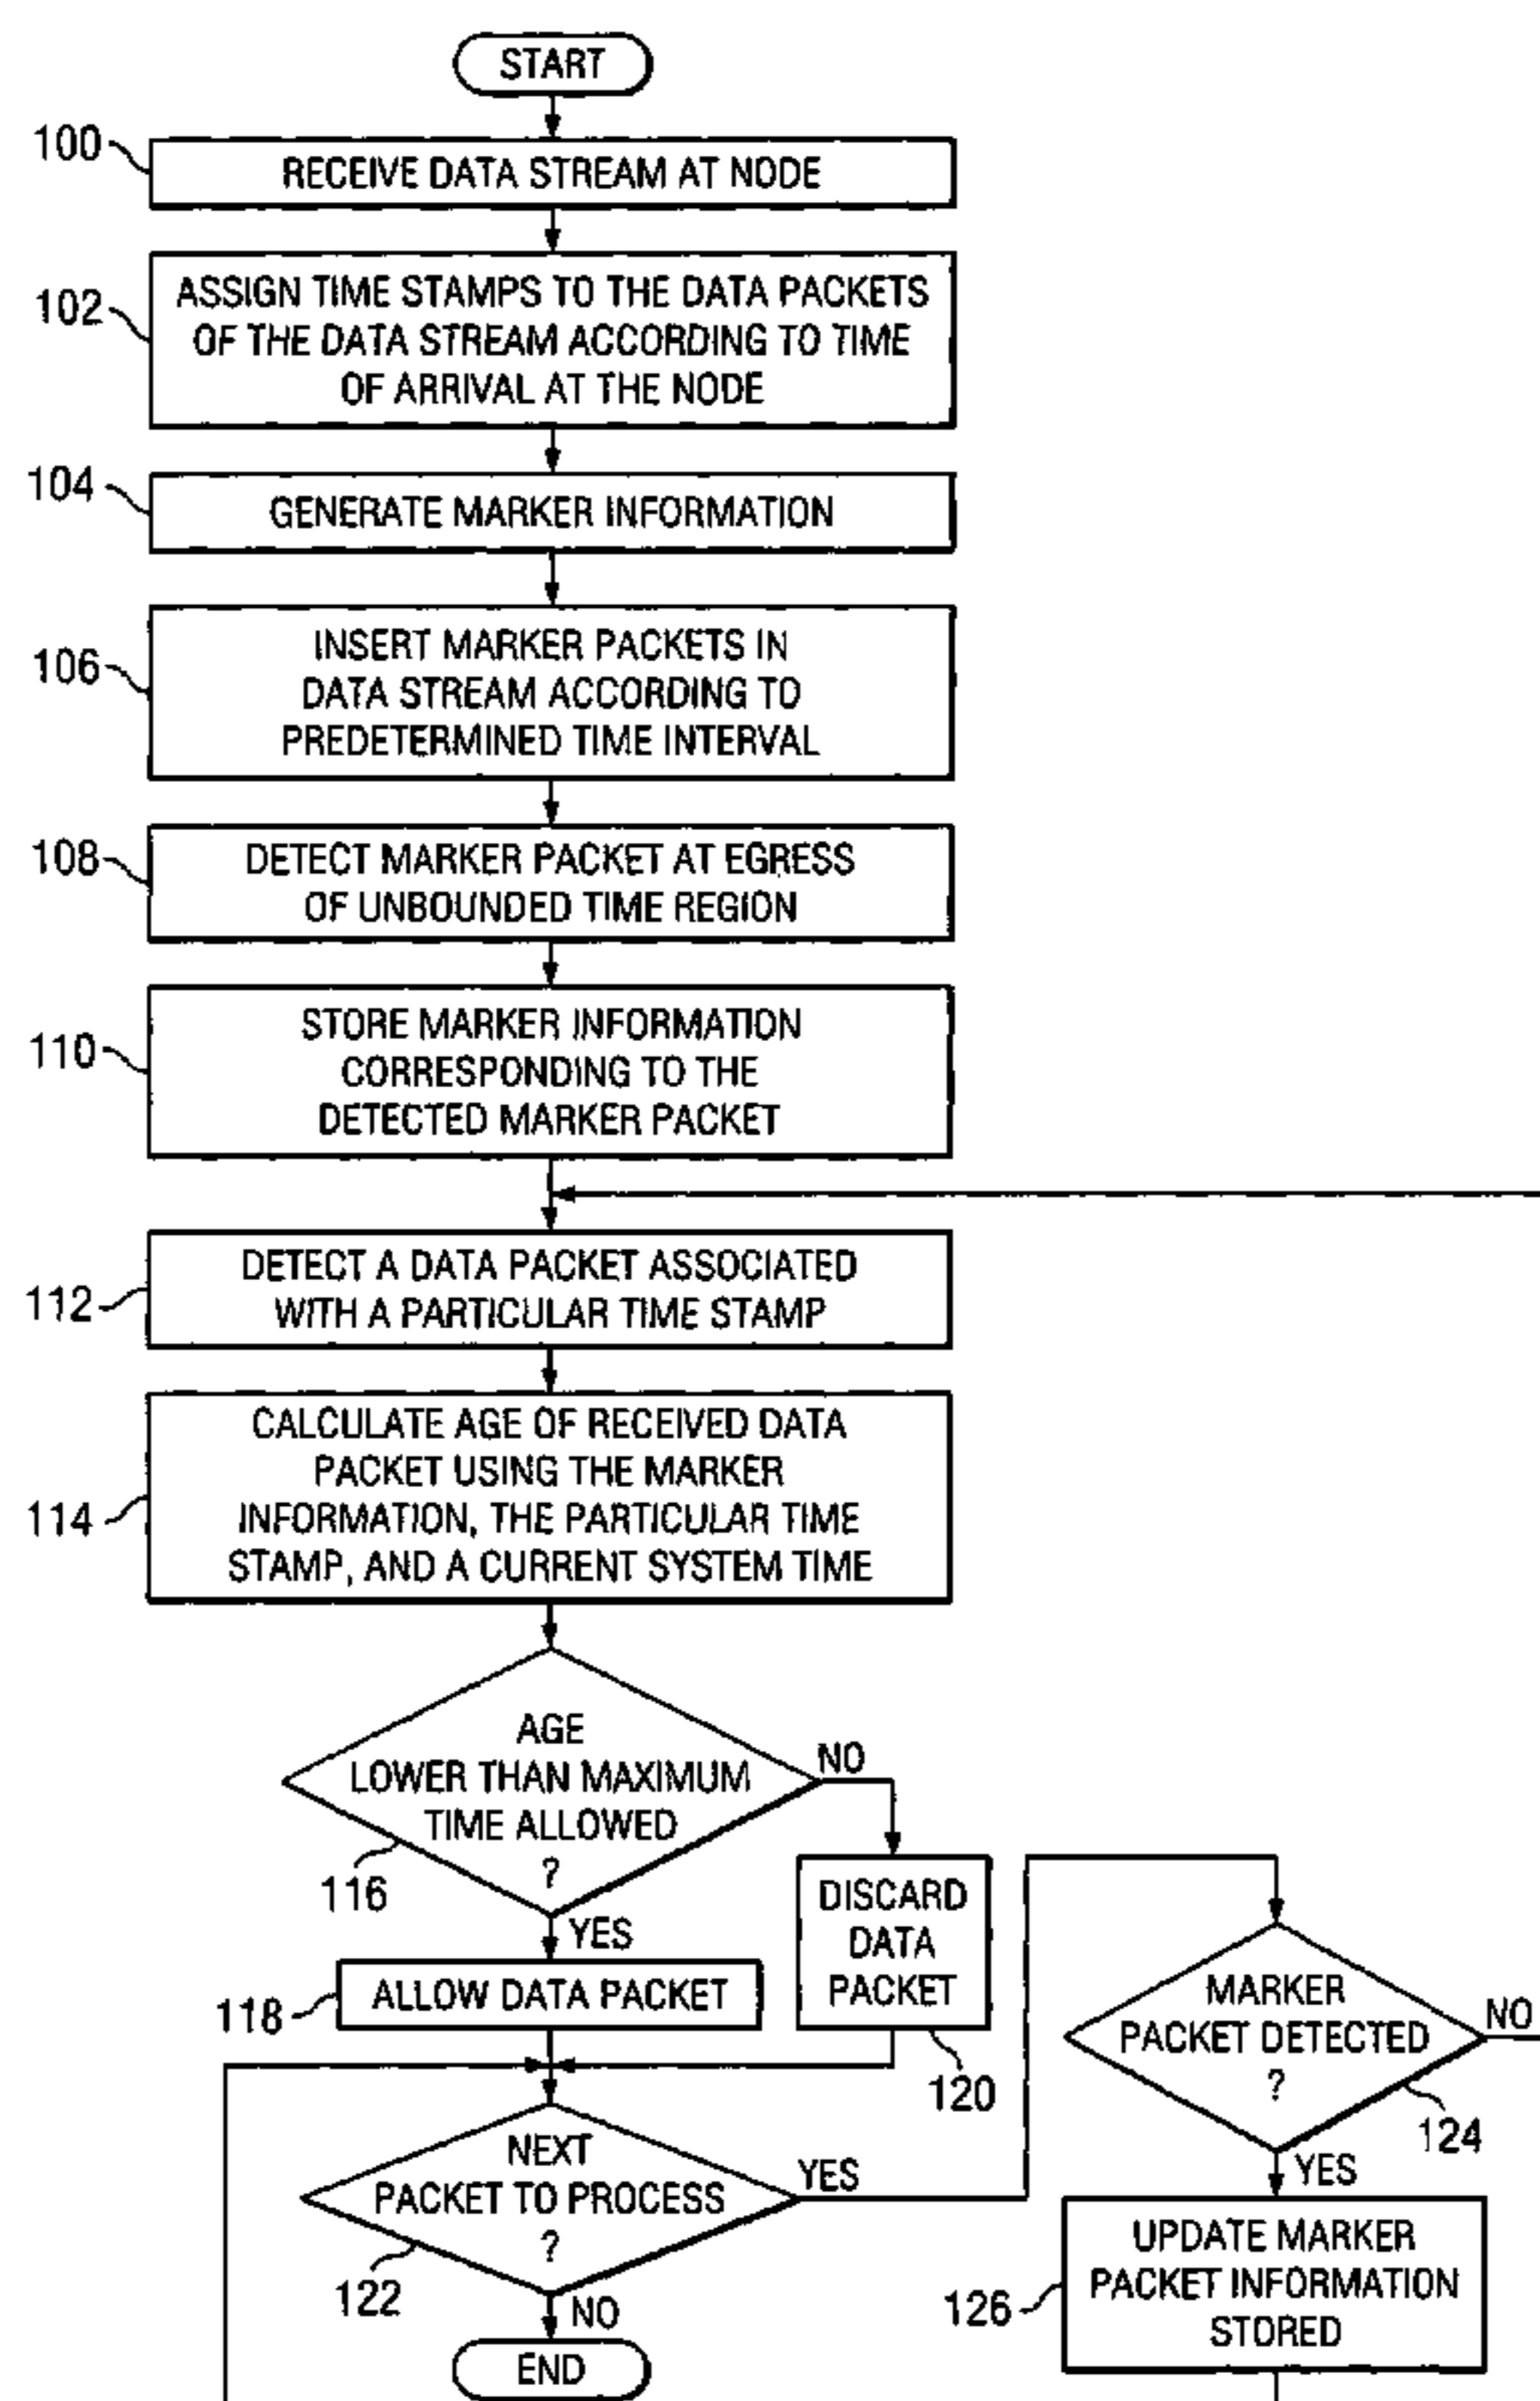 START
100
RECEIVE DATA STREAM AT NODE
102
ASSIGN TIME STAMPS TO THE DATA PACKETS
OF THE DATA STREAM ACCORDING TO TIME
OF ARRIVAL AT THE NODE
104
GENERATE MARKER INFORMATION
106
INSERT MARKER PACKETS IN
DATA STREAM ACCORDING TO
PREDETERMINED TIME INTERVAL
108
DETECT MARKER PACKET AT EGRESS
OF UNBOUNDED TIME REGION
110
STORE MARKER INFORMATION
CORRESPONDING TO THE
DETECTED MARKER PACKET
112
DETECT A DATA PACKET ASSOCIATED
WITH A PARTICULAR TIME STAMP
114
CALCULATE AGE OF RECEIVED DATA
PACKET USING THE MARKER
INFORMATION, THE PARTICULAR TIME
STAMP, AND A CURRENT SYSTEM TIME
AGE
LOWER THAN MAXIMUM
TIME ALLOWED
?
116
NO
YES
118
ALLOW DATA PACKET
DISCARD
DATA
PACKET
120
NEXT
PACKET TO PROCESS
?
122
YES
NO
END
MARKER
PACKET DETECTED
?
124
NO
YES
126
UPDATE MARKER
PACKET INFORMATION
STORED